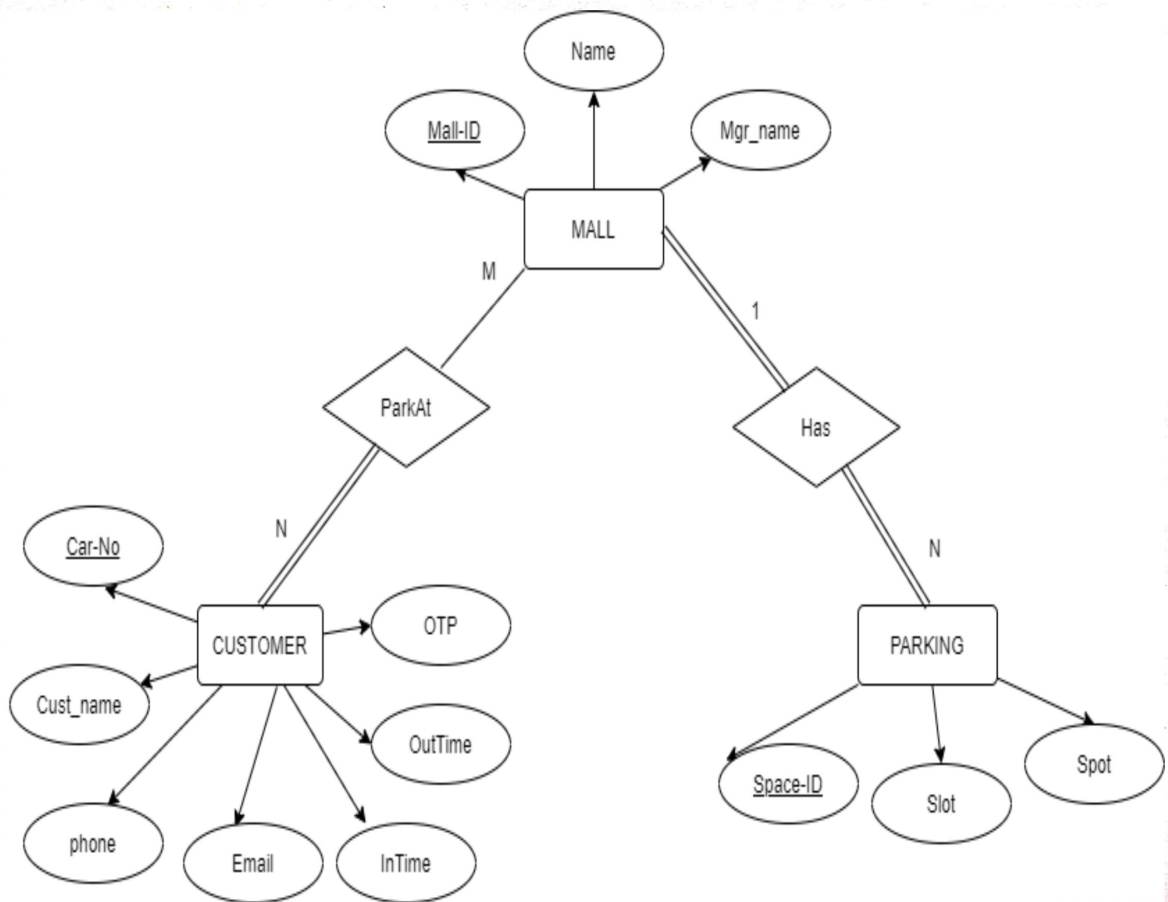 Name
Mall-ID
Mgr_name
MALL
M
1
ParkAt
Has
N
N
Car-No
OTP
CUSTOMER
PARKING
Cust_name
OutTime
Space-ID
Slot
Spot
phone
Email
InTime